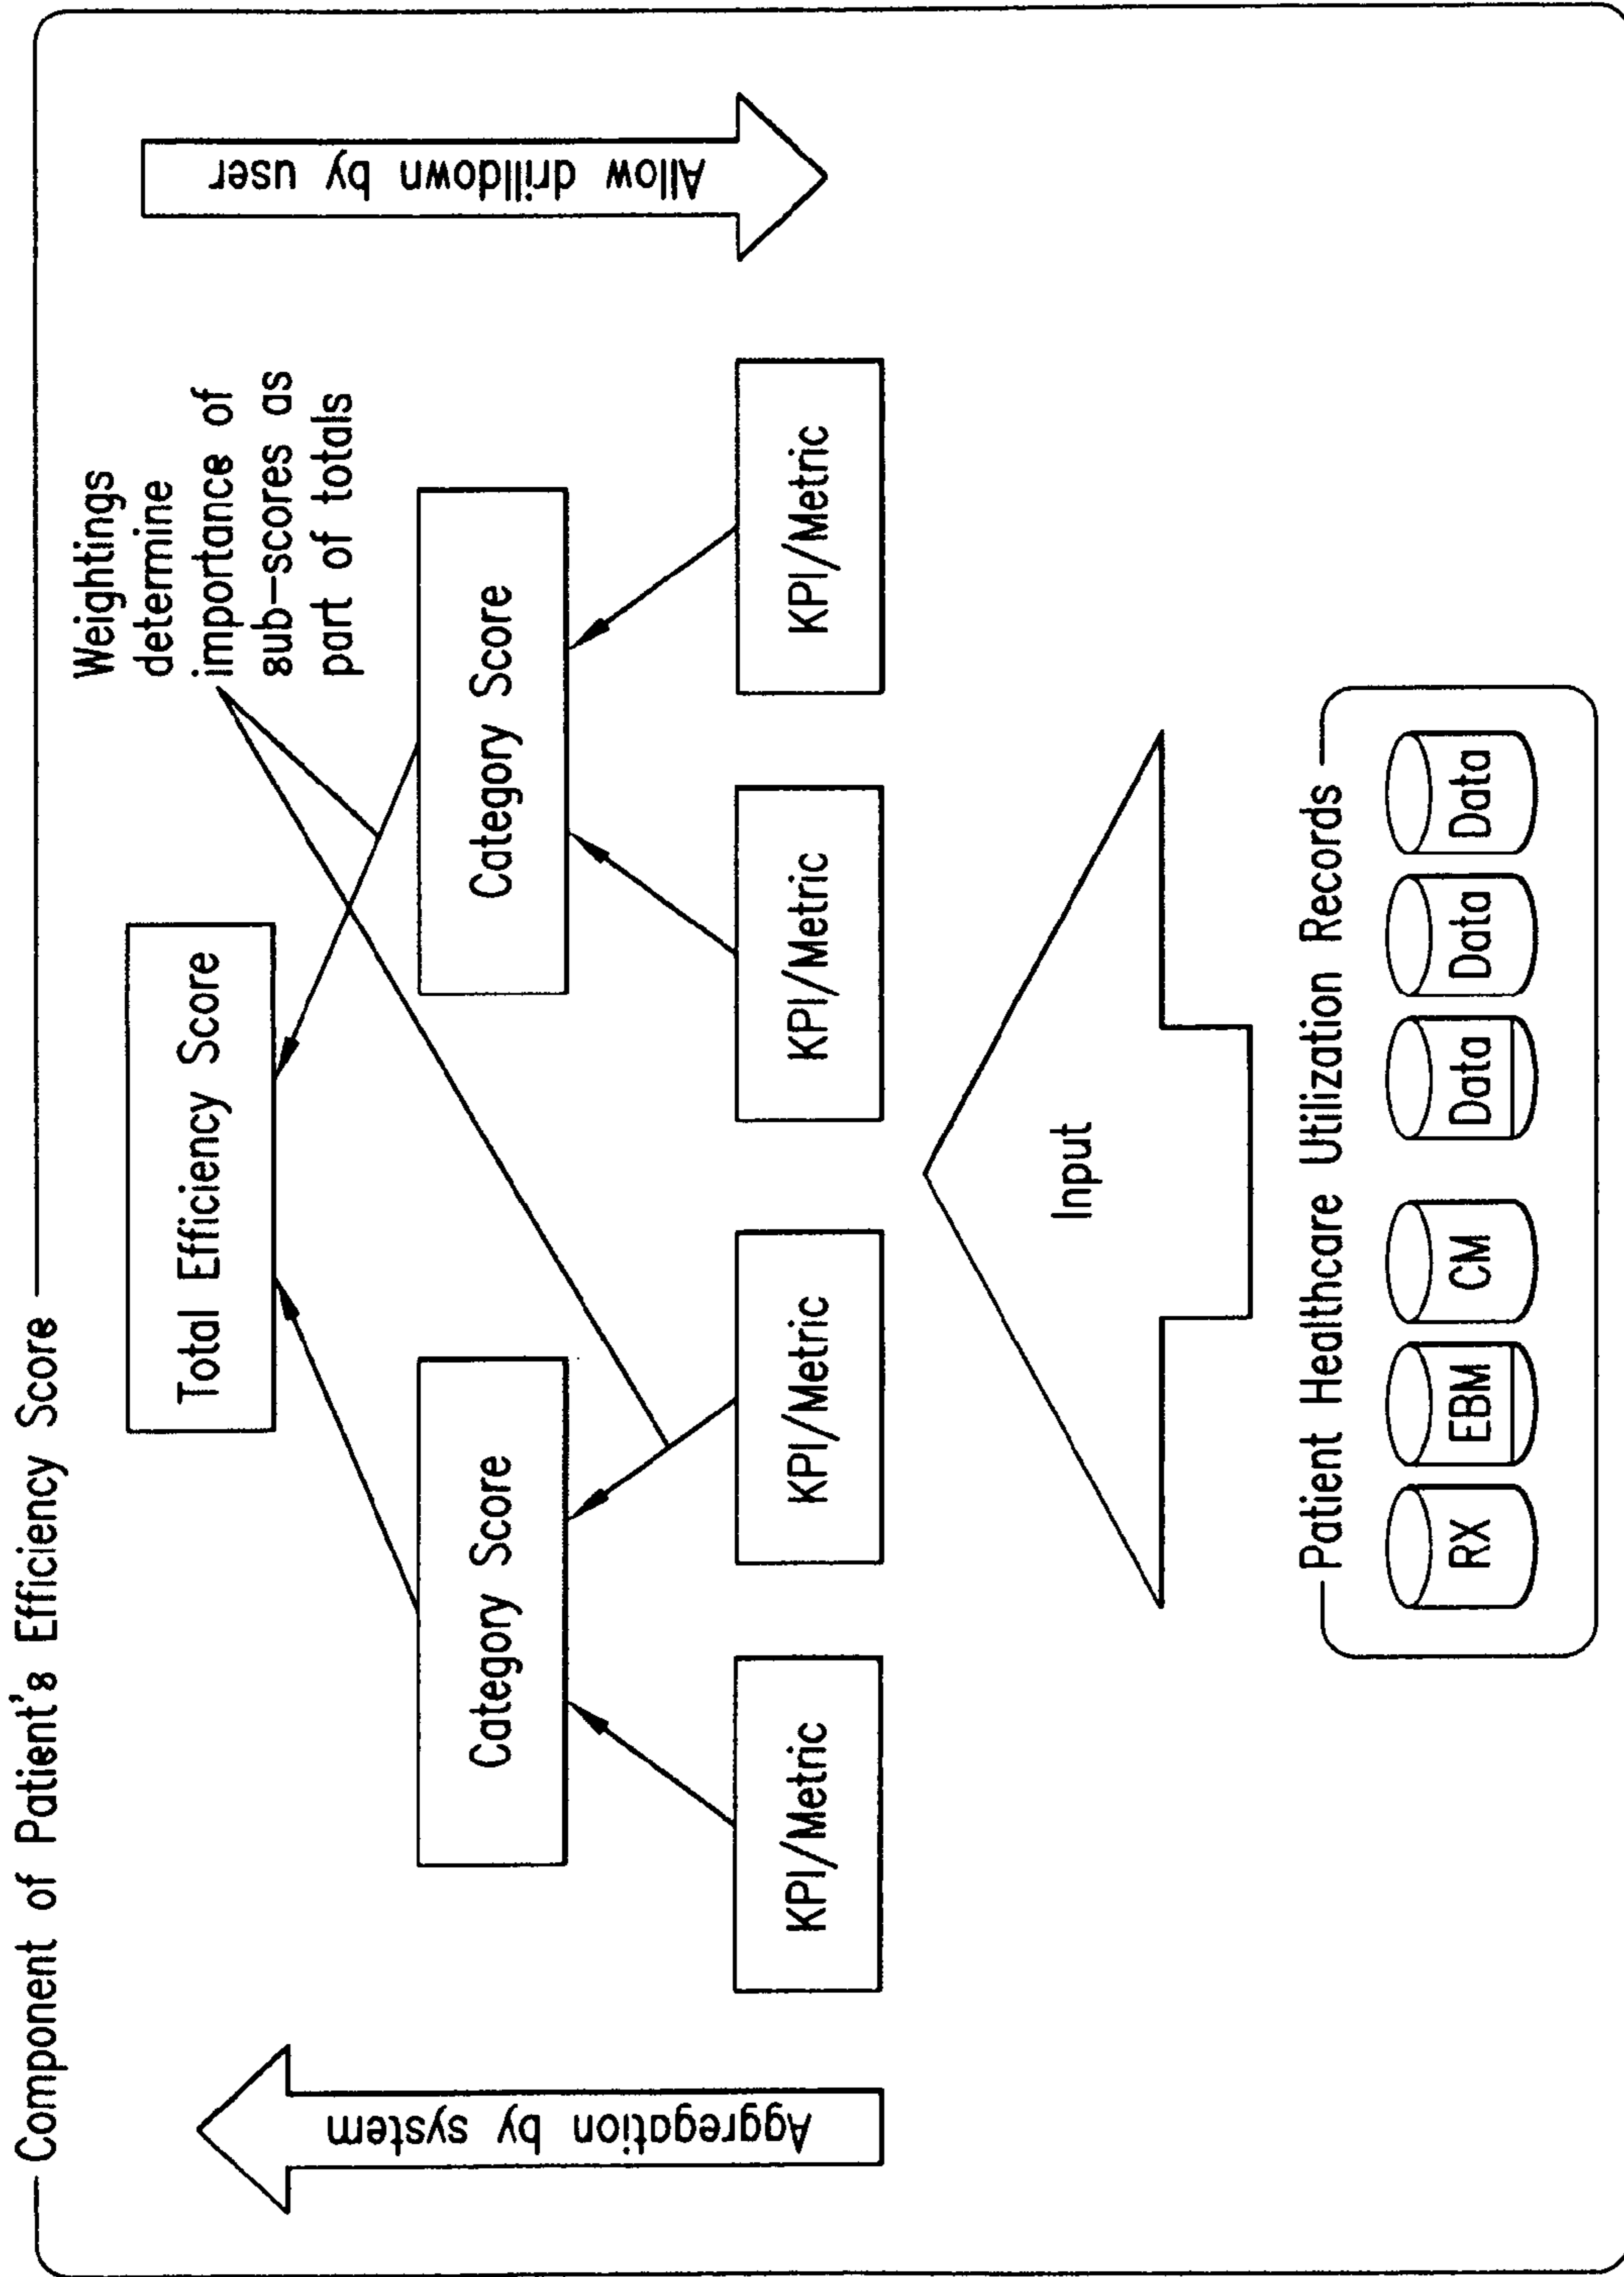 Component of Patient's Efficiency Score
Total Efficiency Score
Weightings
determine
importance of
sub-scores as
part of totals
Aggregation by system
Allow drilldown by user
Category Score
Category Score
KPI/Metric
KPI/Metric
KPI/Metric
KPI/Metric
Input
Patient Healthcare Utilization Records
RX
EBM
CM
Data
Data
Data